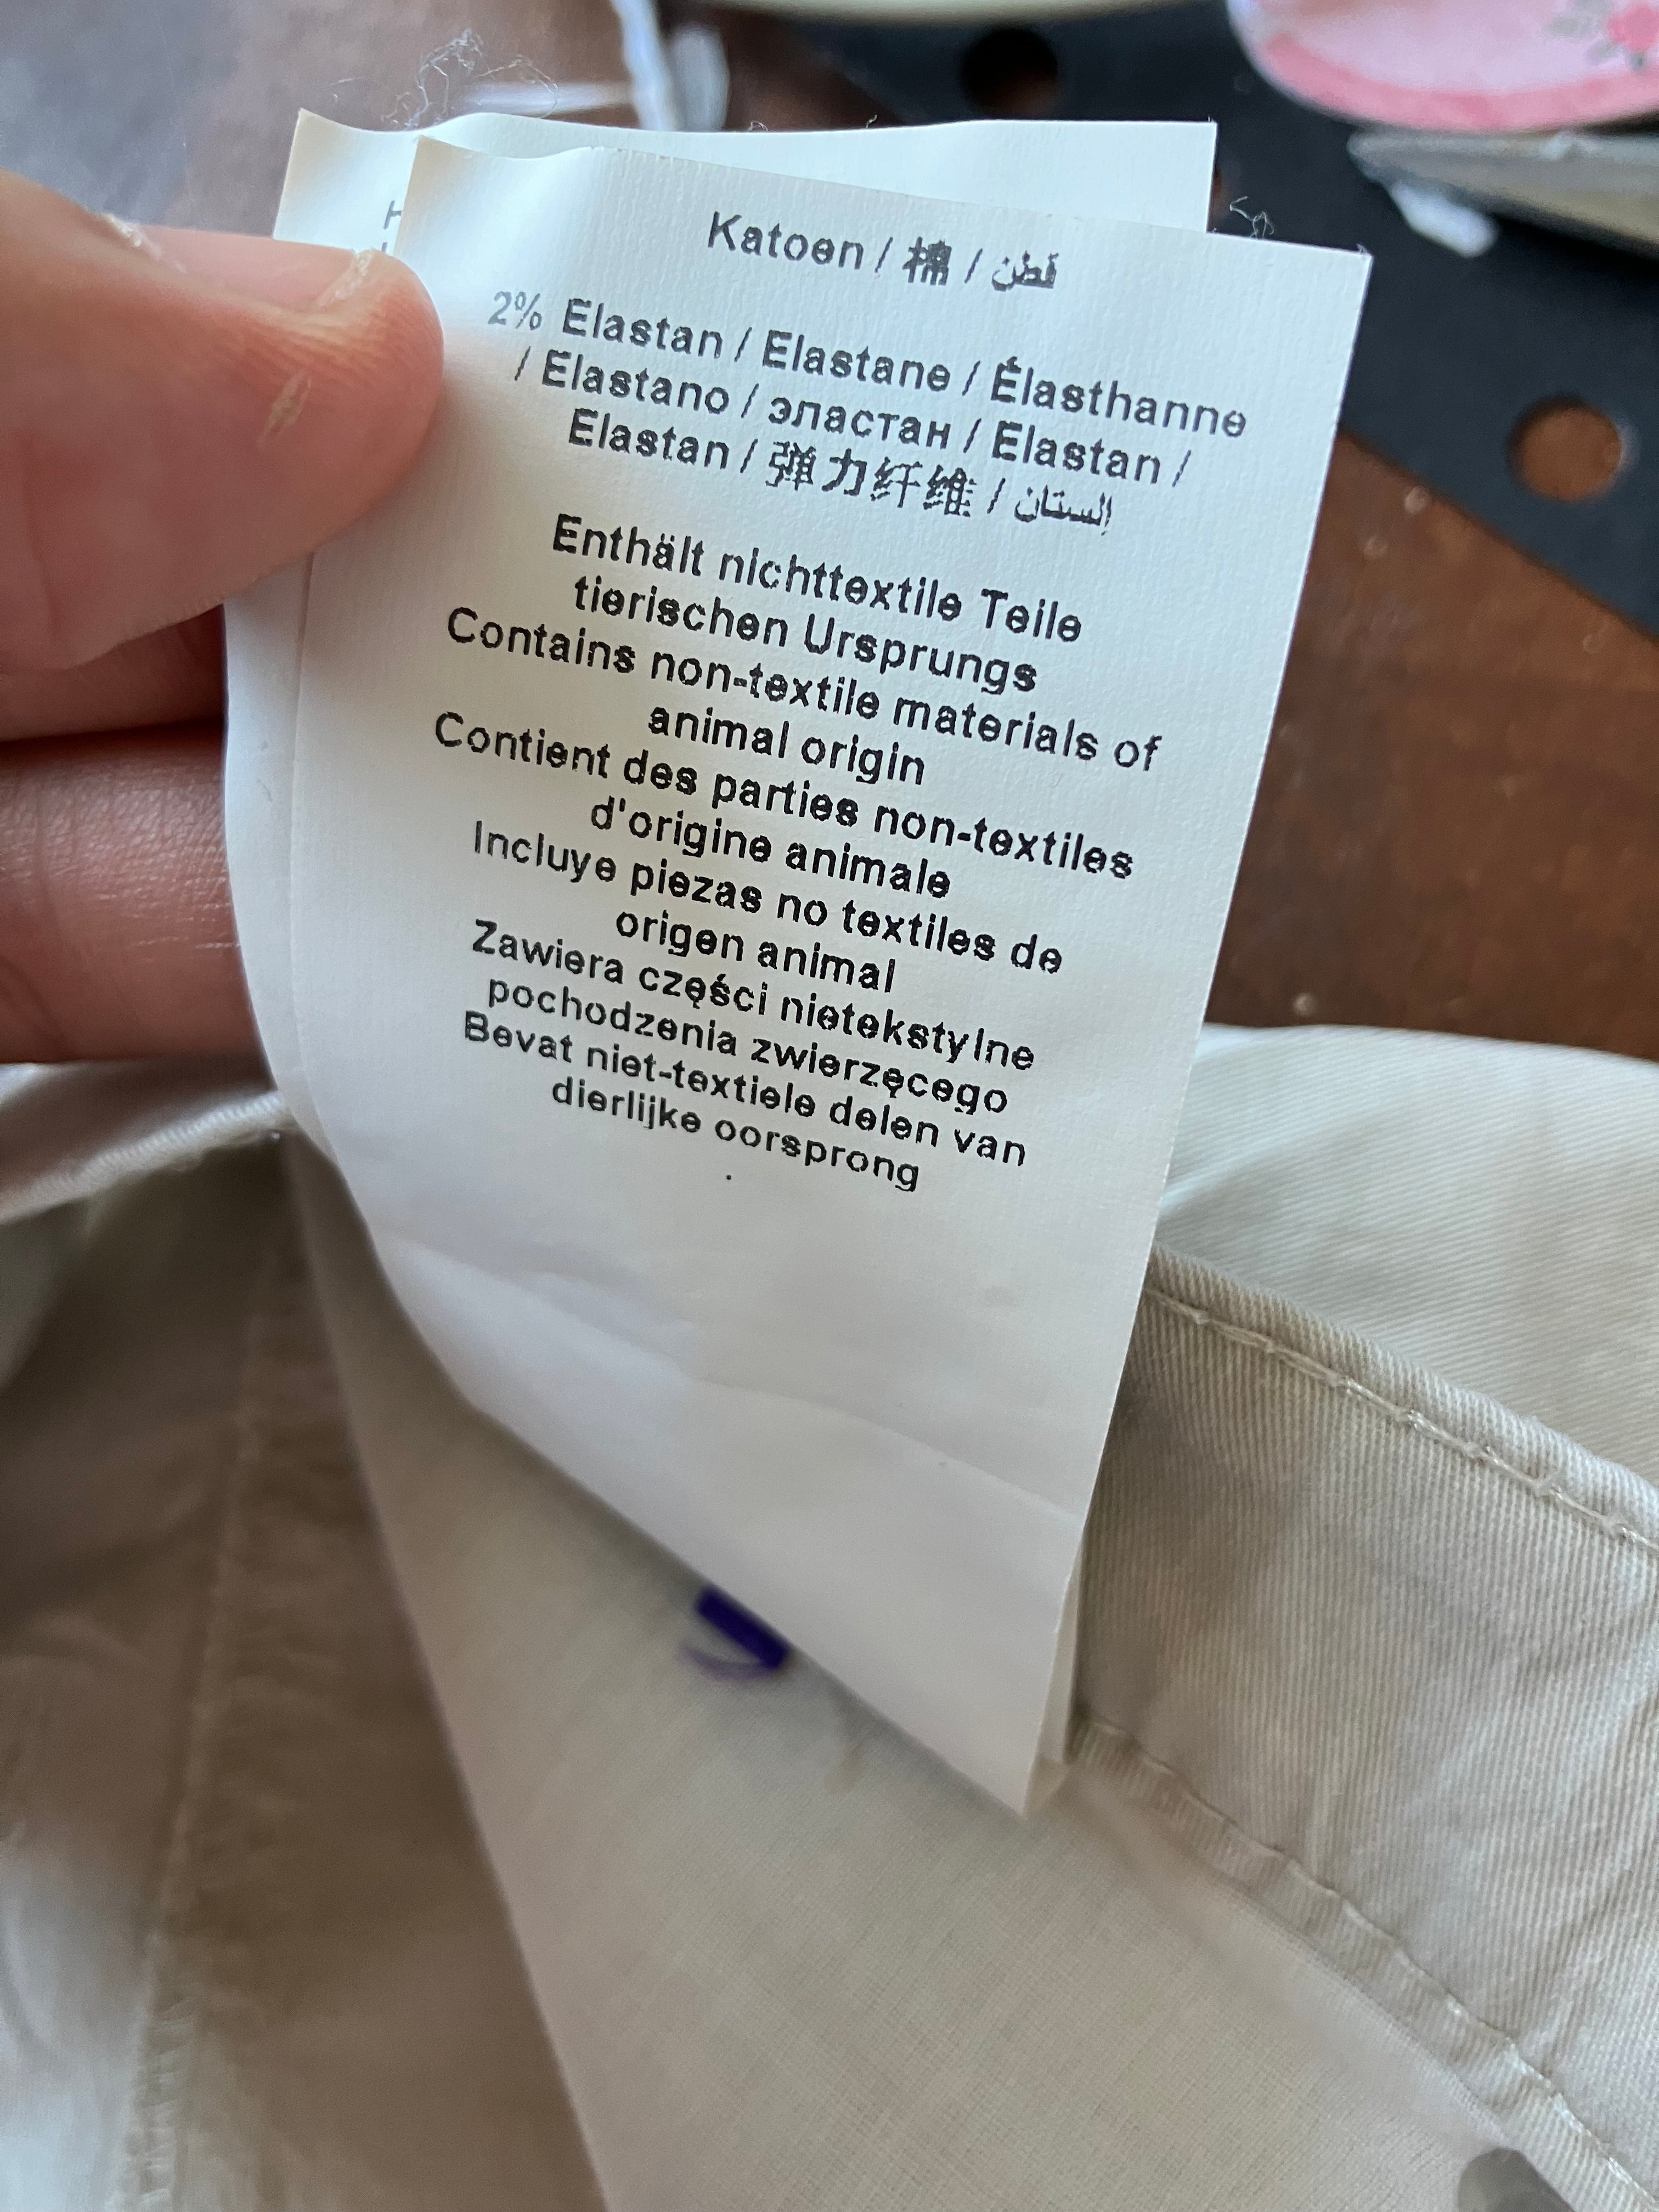 Katoen / 棉 / قطن
2% Elastan / Elastane / Élasthanne
/ Elastano / эластан / Elastan /
Elastan / 弹力纤维 / إلستان
Enthält nichttextile Teile
tierischen Ursprungs
Contains non-textile materials of
animal origin
Contient des parties non-textiles
d'origine animale
Incluye piezas no textiles de
origen animal
Zawiera części nietekstylne
pochodzenia zwierzęcego
Bevat niet-textiele delen van
dierlijke oorsprong